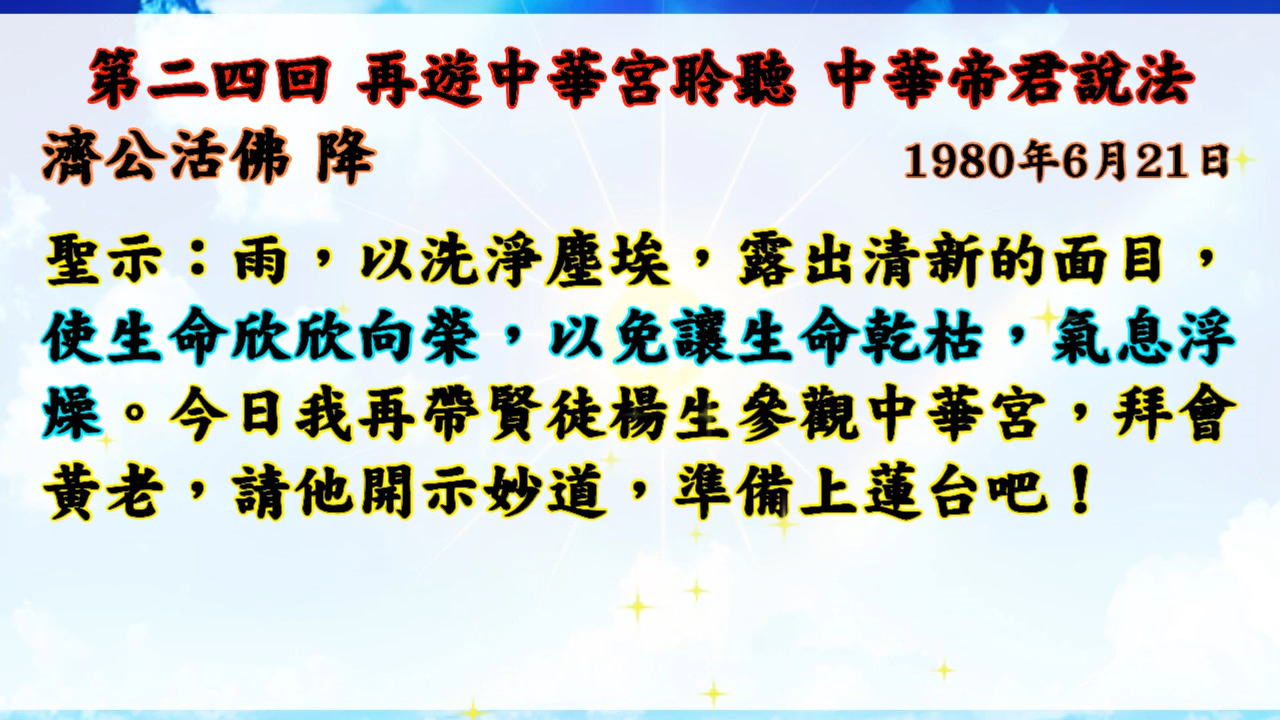 第二四回 再遊中華宮聆聽 中華帝君說法
濟公活佛 降 1980年6月21日
聖示：雨，以洗淨塵埃，露出清新的面目，
使生命欣欣向榮，以免讓生命乾枯，氣息浮
燥。今日我再帶賢徒楊生參觀中華宮，拜會
黃老，請他開示妙道，準備上蓮台吧！